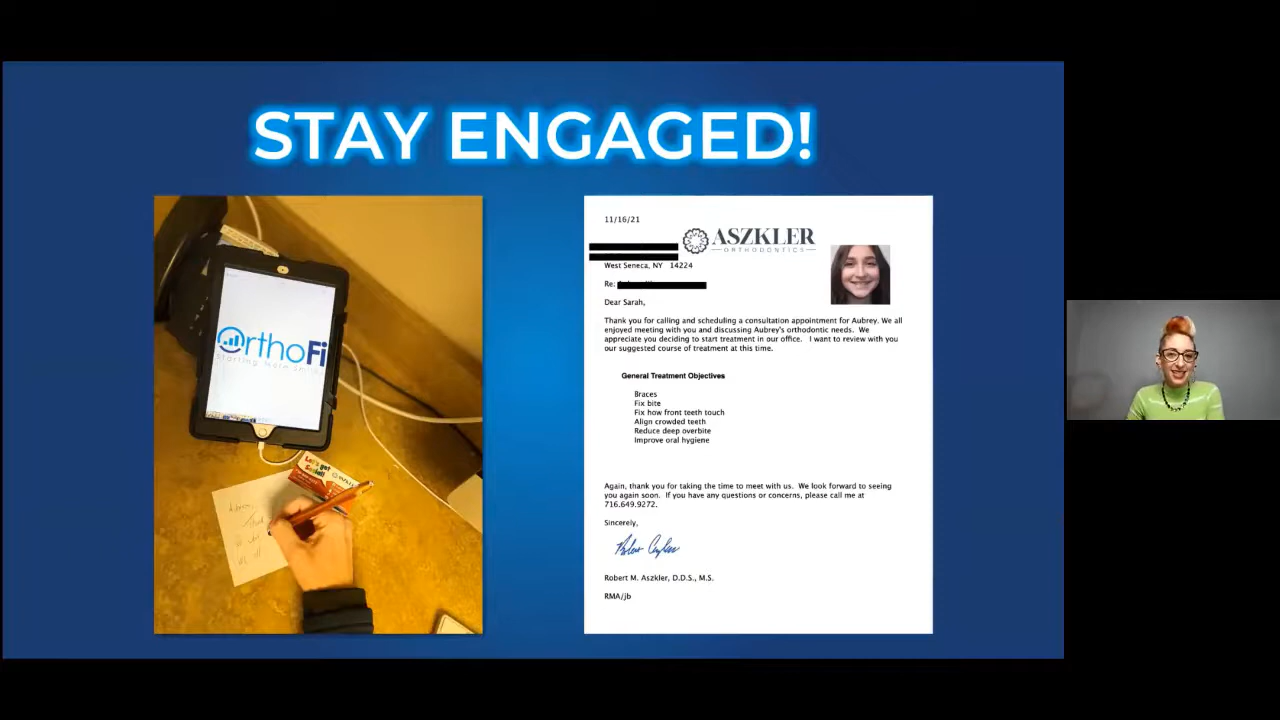 STAY ENGAGED!
OrthoFi
Let's get
Social!
11/16/21
ASZKLER
ORTHODONTICS
West Seneca, NY 14224
Re:
Dear Sarah,
Thank you for calling and scheduling a consultation appointment for Aubrey. We all
enjoyed meeting with you and discussing Aubrey's orthodontic needs. We
appreciate you deciding to start treatment in our office. I want to review with you
our suggested course of treatment at this time.
General Treatment Objectives
Braces
Fix bite
Fix how front teeth touch
Align crowded teeth
Reduce deep overbite
Improve oral hygiene
Again, thank you for taking the time to meet with us. We look forward to seeing
you again soon. If you have any questions or concerns, please call me at
716.649.9272.
Sincerely,
Robert M. Aszkler, D.D.S., M.S.
RMA/jb